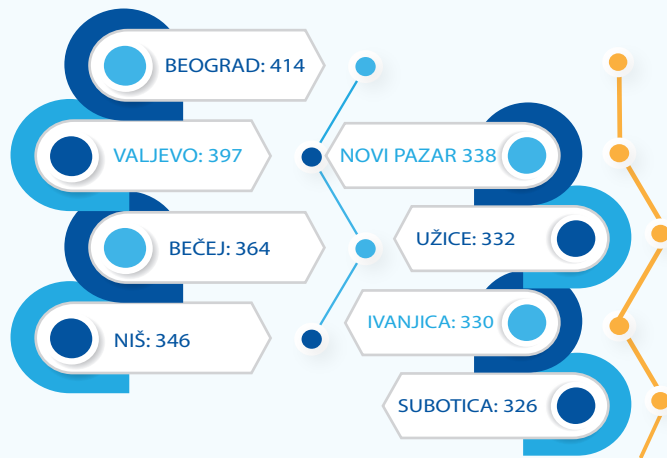 BEOGRAD: 414
VALJEVO: 397
BEČEJ: 364
NIŠ: 346
NOVI PAZAR 338
UŽICE: 332
IVANJICA: 330
SUBOTICA: 326